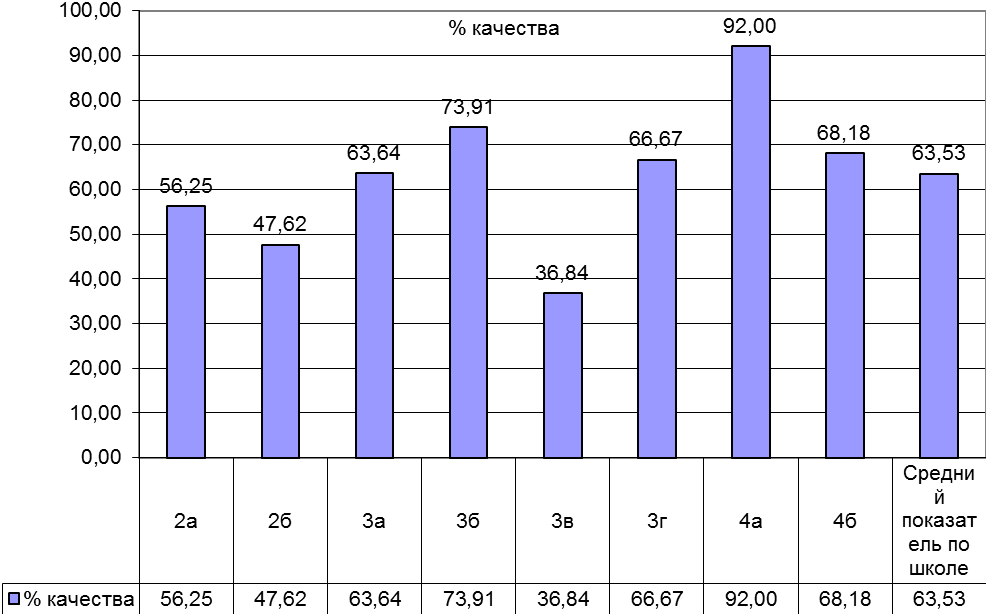 % качества
100,00
90,00
80,00
70,00
60,00
50,00
40,00
30,00
20,00
10,00
0,00
56,25
47,62
63,64
73,91
36,84
66,67
92,00
68,18
63,53
2а
2б
3а
3б
3в
3г
4а
4б
Средни
й
показат
ель по
школе
% качества 56,25 47,62 63,64 73,91 36,84 66,67 92,00 68,18 63,53